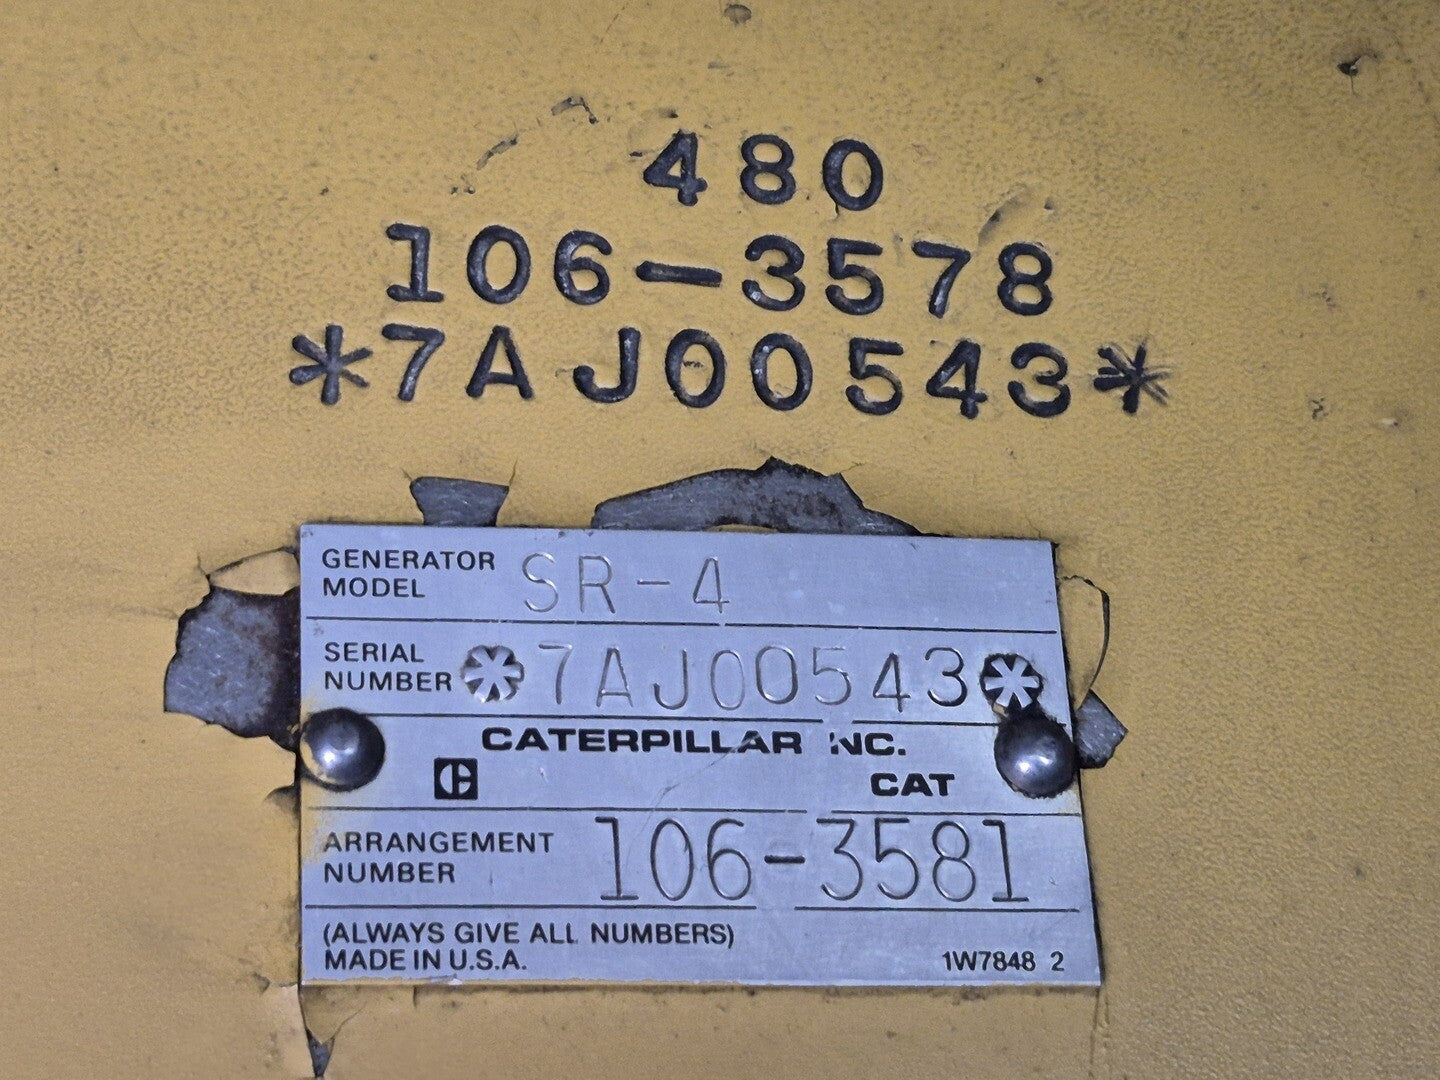 480
106-3578
*7AJ00543*
GENERATOR MODEL SR-4
SERIAL NUMBER *7AJ00543*
CATERPILLAR INC.
CAT
ARRANGEMENT NUMBER 106-3581
(ALWAYS GIVE ALL NUMBERS)
MADE IN U.S.A. 1W7848 2